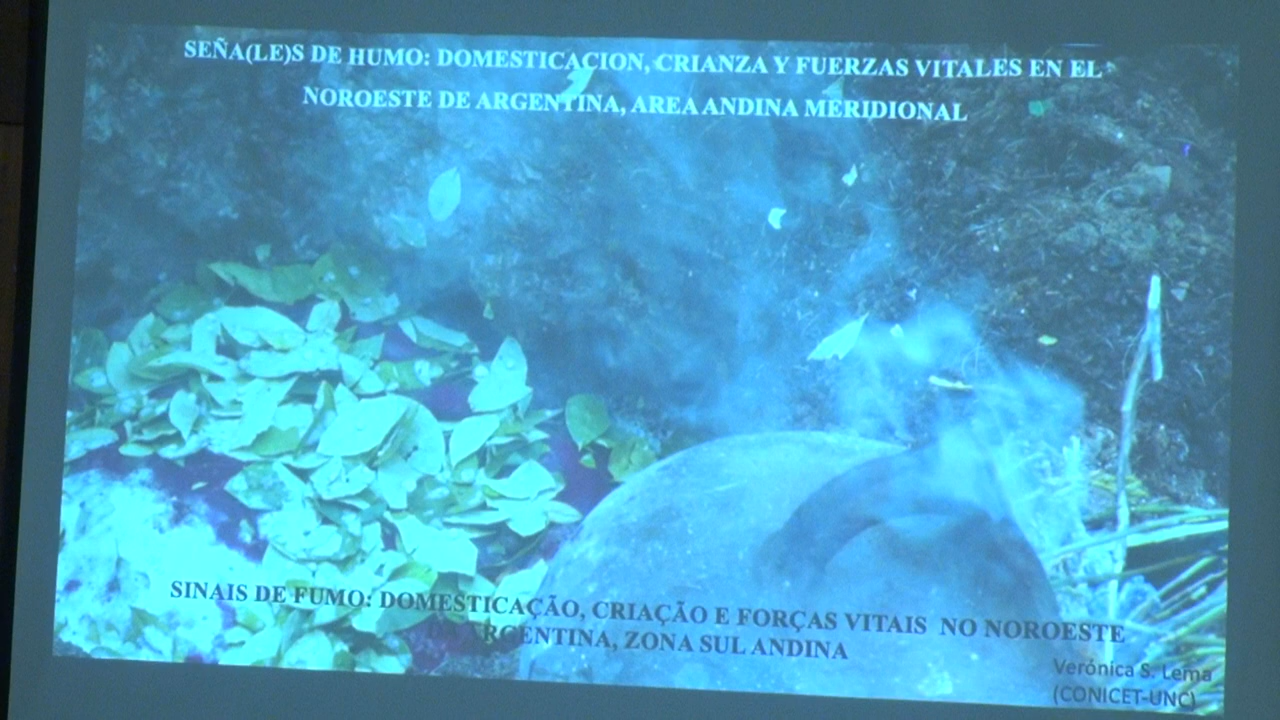 SEÑA(LE)S DE HUMO: DOMESTICACION, CRIANZA Y FUERZAS VITALES EN EL
NOROESTE DE ARGENTINA, AREA ANDINA MERIDIONAL
SINAIS DE FUMO: DOMESTICAÇÃO, CRIAÇÃO E FORÇAS VITAIS NO NOROESTE
ARGENTINA, ZONA SUL ANDINA
Verónica S. Lema
(CONICET-UNC)